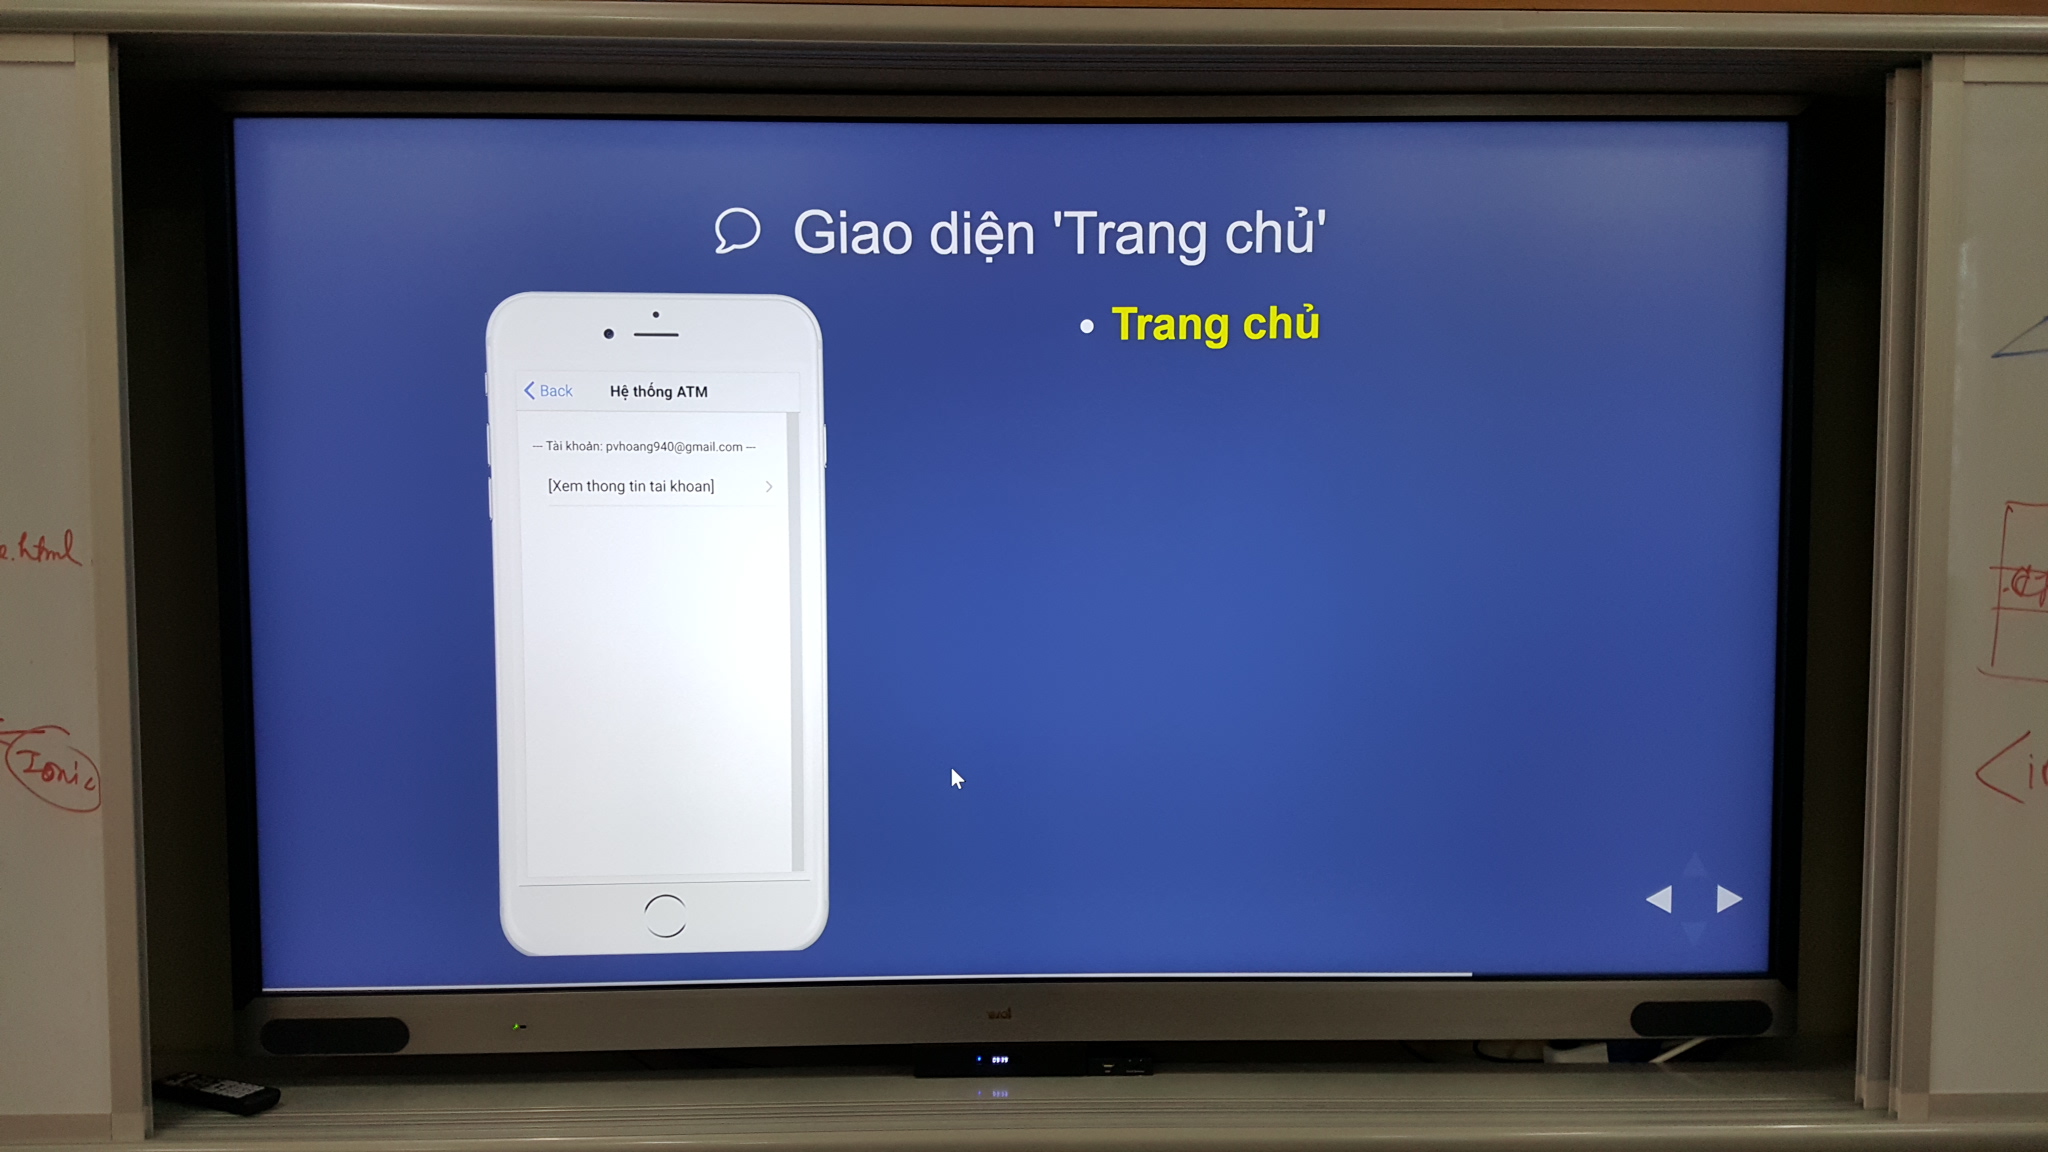 Giao diện 'Trang chủ'
• Trang chủ
Back Hệ thống ATM
--- Tài khoản: pvhoang940@gmail.com ---
[Xem thong tin tai khoan]
e.html
Ionic